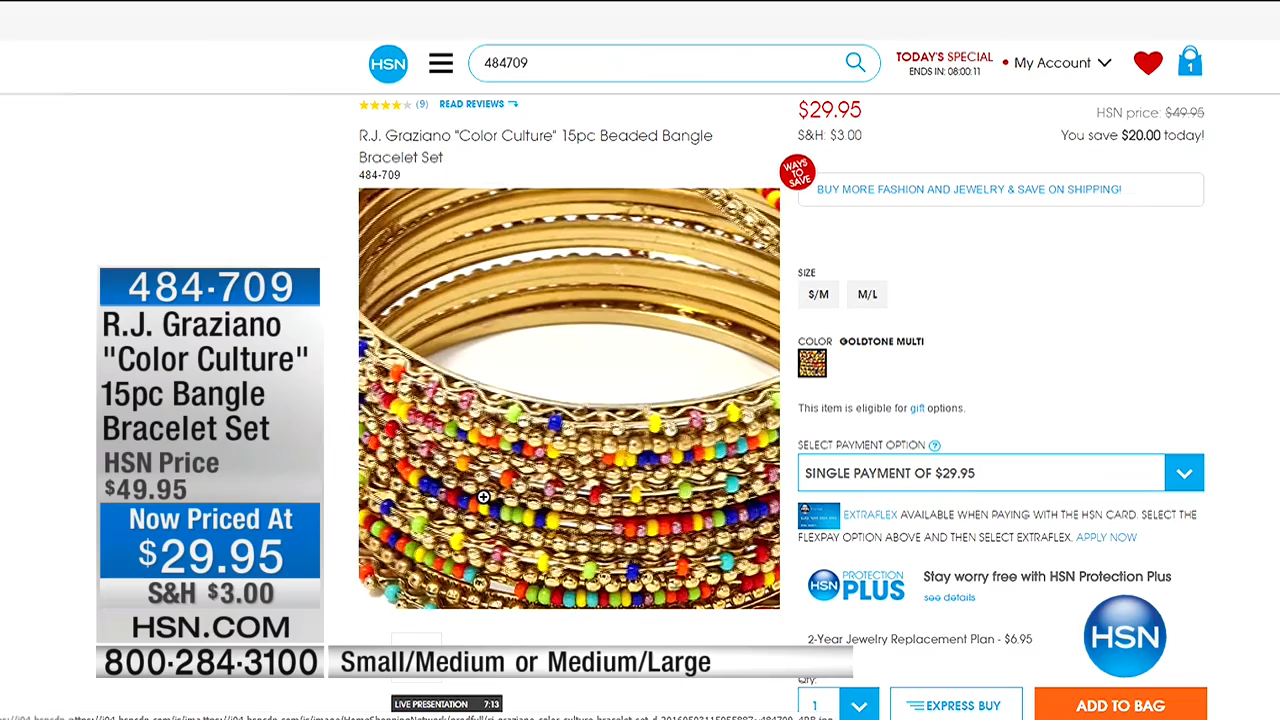 HSN
484709
TODAY'S SPECIAL
ENDS IN: 08:00:11
My Account
1
(9) READ REVIEWS
R.J. Graziano "Color Culture" 15pc Beaded Bangle
Bracelet Set
484-709
$29.95
HSN price: $49.95
S&H: $3.00
You save $20.00 today!
WAYS
TO
SAVE
BUY MORE FASHION AND JEWELRY & SAVE ON SHIPPING!
SIZE
S/M
M/L
COLOR GOLDTONE MULTI
This item is eligible for gift options.
SELECT PAYMENT OPTION ?
SINGLE PAYMENT OF $29.95
EXTRAFLEX AVAILABLE WHEN PAYING WITH THE HSN CARD. SELECT THE
FLEXPAY OPTION ABOVE AND THEN SELECT EXTRAFLEX. APPLY NOW
HSN PROTECTION
PLUS
Stay worry free with HSN Protection Plus
see details
2-Year Jewelry Replacement Plan - $6.95
HSN
Qty:
1
EXPRESS BUY
ADD TO BAG
484-709
R.J. Graziano
"Color Culture"
15pc Bangle
Bracelet Set
HSN Price
$49.95
Now Priced At
$29.95
S&H $3.00
HSN.COM
800-284-3100
Small/Medium or Medium/Large
LIVE PRESENTATION 7:13